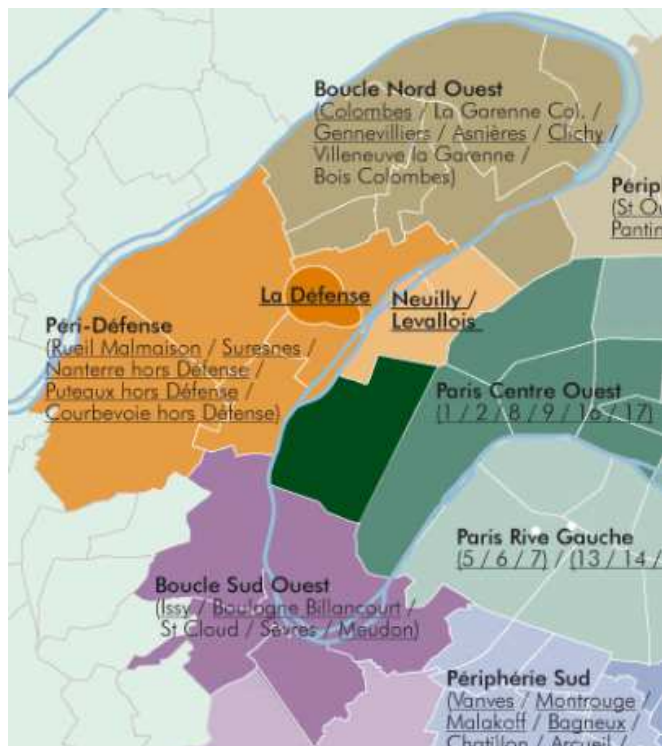 Boucle Nord Ouest
(Colombes / La Garenne Col. /
Gennevilliers / Asnières / Clichy /
Villeneuve la Garenne /
Bois Colombes)
Périp
(St Ou
Pantin
La Défense
Neuilly /
Levallois
Péri-Défense
(Rueil Malmaison / Suresnes /
Nanterre hors Défense /
Puteaux hors Défense /
Courbevoie hors Défense)
Paris Centre Ouest
(1 / 2 / 8 / 9 / 16 / 17)
Paris Rive Gauche
(5 / 6 / 7) / (13 / 14 /
Boucle Sud Ouest
(Issy / Boulogne Billancourt /
St Cloud / Sèvres / Meudon)
Périphérie Sud
(Vanves / Montrouge /
Malakoff / Bagneux /
Chatillon / Arcueil /